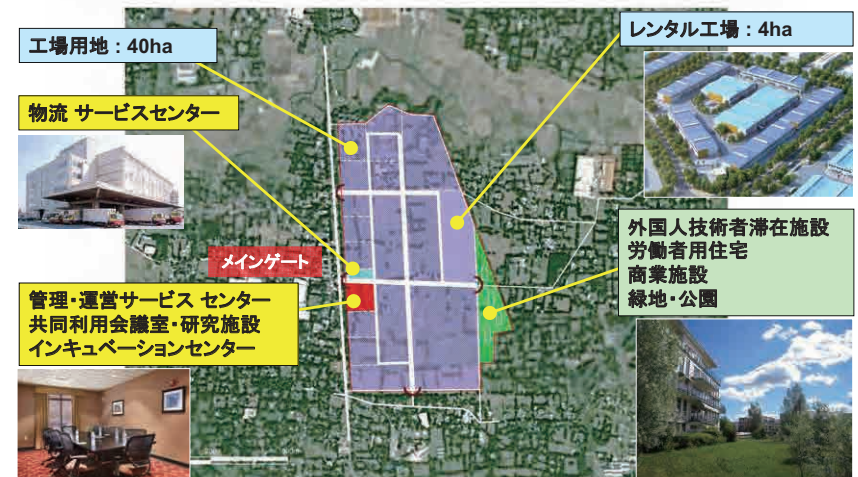 工場用地：40ha
レンタル工場：4ha
物流 サービスセンター
外国人技術者滞在施設
労働者用住宅
商業施設
緑地・公園
メインゲート
管理・運営サービス センター
共同利用会議室・研究施設
インキュベーションセンター